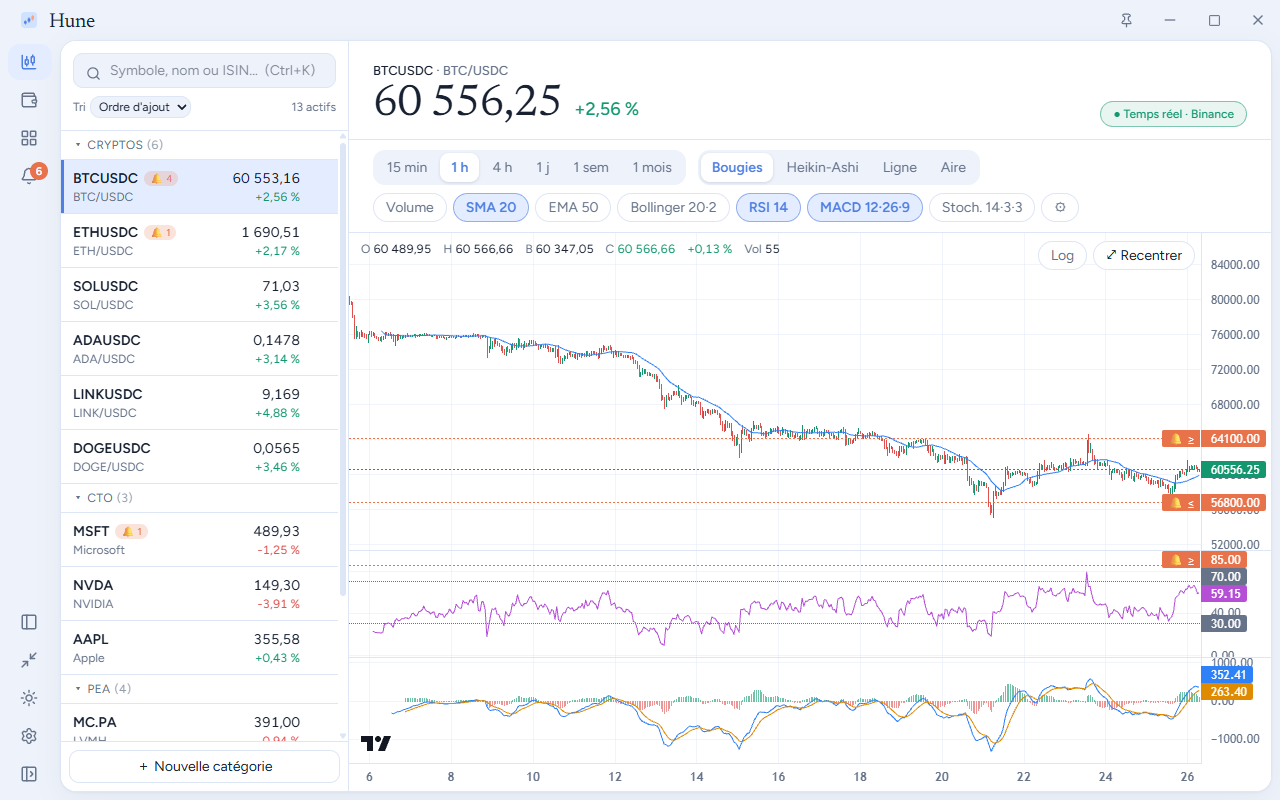 Hune
Symbole, nom ou ISIN... (Ctrl+K)
Tri Ordre d'ajout 13 actifs
CRYPTOS (6)
BTCUSDC 4 60 553,16
BTC/USDC +2,56 %
ETHUSDC 1 1 690,51
ETH/USDC +2,17 %
SOLUSDC 71,03
SOL/USDC +3,56 %
ADAUSDC 0,1478
ADA/USDC +3,14 %
LINKUSDC 9,169
LINK/USDC +4,88 %
DOGEUSDC 0,0565
DOGE/USDC +3,46 %
CTO (3)
MSFT 1 489,93
Microsoft -1,25 %
NVDA 149,30
NVIDIA -3,91 %
AAPL 355,58
Apple +0,43 %
PEA (4)
MC.PA 391,00
LVMH -0,94 %
+ Nouvelle catégorie
6
BTCUSDC · BTC/USDC
60 556,25 +2,56 %
● Temps réel · Binance
15 min 1 h 4 h 1 j 1 sem 1 mois Bougies Heikin-Ashi Ligne Aire
Volume SMA 20 EMA 50 Bollinger 20·2 RSI 14 MACD 12·26·9 Stoch. 14·3·3
O 60 489,95 H 60 566,66 B 60 347,05 C 60 566,66 +0,13 % Vol 55
Log Recentrer
84000.00
80000.00
76000.00
72000.00
68000.00
≥ 64100.00
60556.25
≤ 56800.00
56000.00
52000.00
≥ 85.00
70.00
59.15
40.00
30.00
0.00
1000.00
352.41
263.40
0.00
−1000.00
6 8 10 12 14 16 18 20 22 24 26